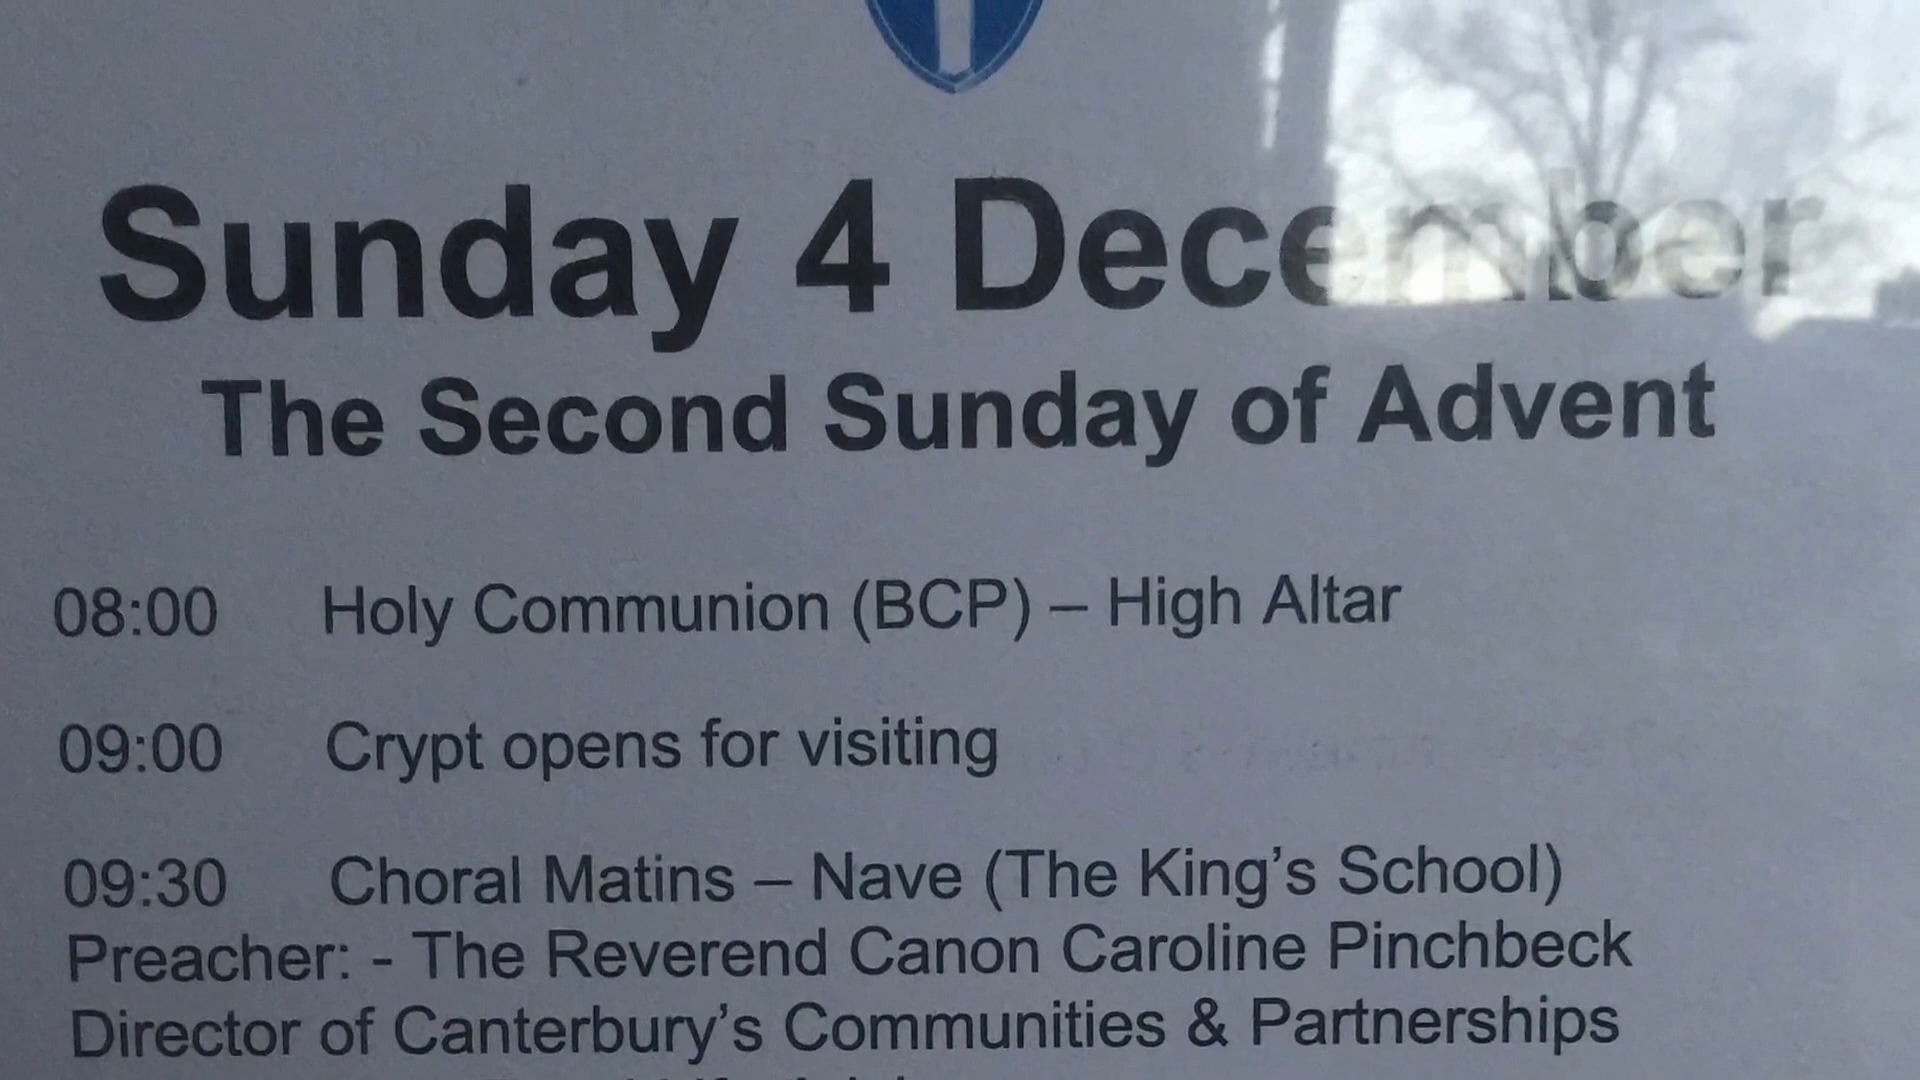 Sunday 4 December
The Second Sunday of Advent
08:00 Holy Communion (BCP) – High Altar
09:00 Crypt opens for visiting
09:30 Choral Matins – Nave (The King’s School)
Preacher: - The Reverend Canon Caroline Pinchbeck
Director of Canterbury’s Communities & Partnerships